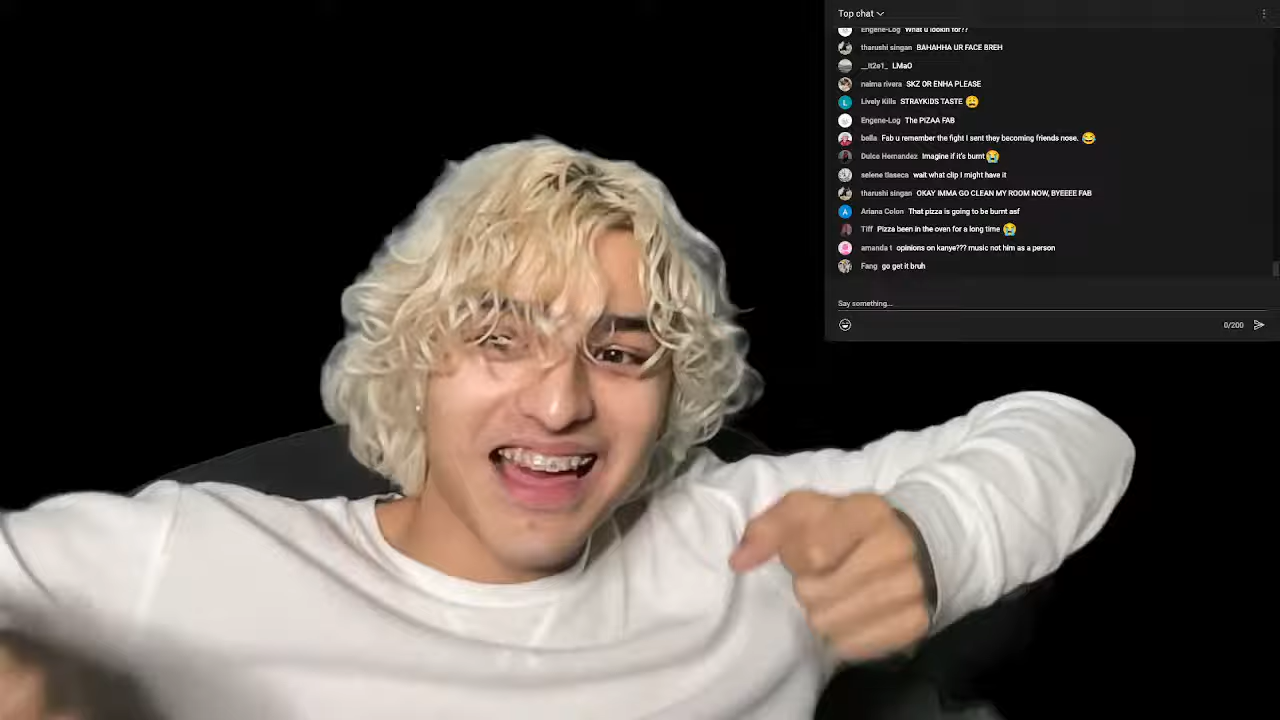 Top chat
Engene-Log What u lookin for??
tharushi singan BAHAHHA UR FACE BREH
__lt2e1_ LMaO
naima rivera SKZ OR ENHA PLEASE
L Lively Kills STRAYKIDS TASTE 😩
Engene-Log The PIZAA FAB
bella Fab u remember the fight I sent they becoming friends nose. 😂
Dulce Hernandez Imagine if it's burnt😭
selene tlaseca wait what clip I might have it
tharushi singan OKAY IMMA GO CLEAN MY ROOM NOW, BYEEEE FAB
A Ariana Colon That pizza is going to be burnt asf
Tiff Pizza been in the oven for a long time 😭
amanda t opinions on kanye??? music not him as a person
Fang go get it bruh
Say something...
0/200